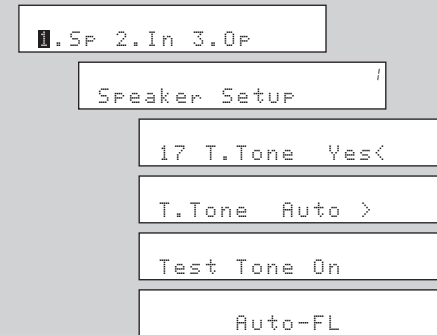 1.Sp 2.In 3.Op
1
Speaker Setup
17 T.Tone Yes<
T.Tone Auto >
Test Tone On
Auto-FL